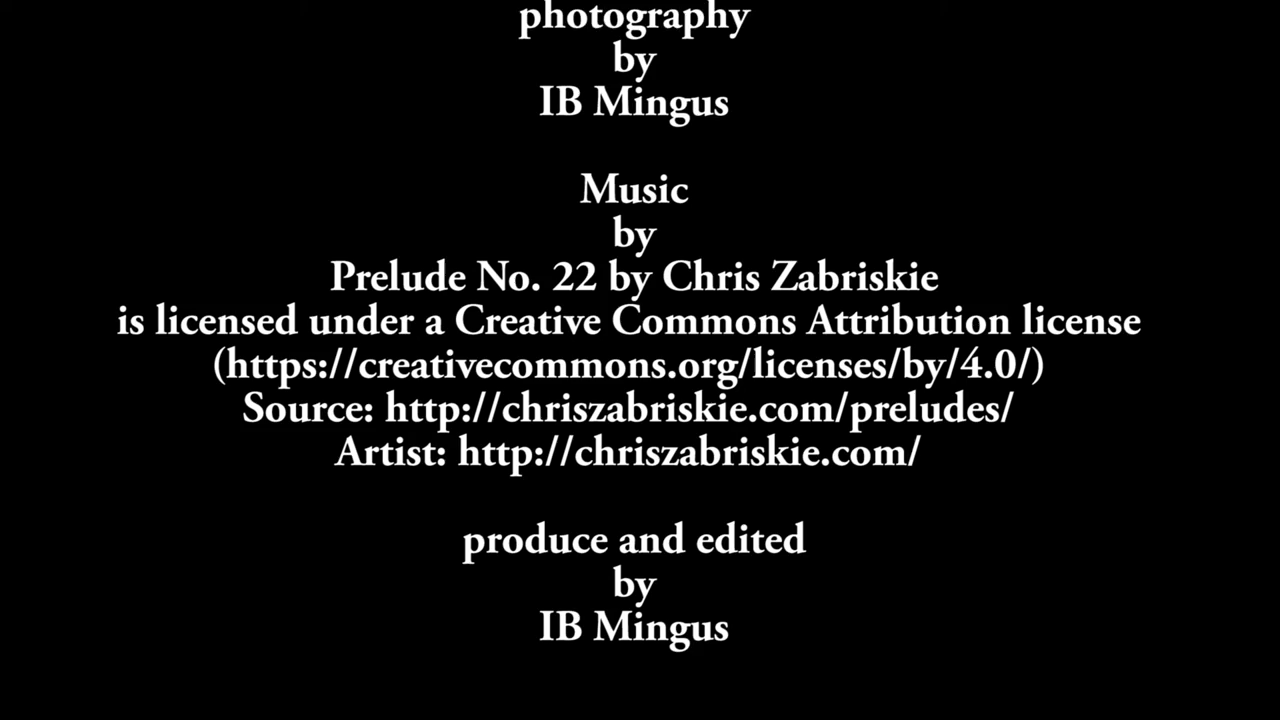 photography
by
IB Mingus
Music
by
Prelude No. 22 by Chris Zabriskie
is licensed under a Creative Commons Attribution license
(https://creativecommons.org/licenses/by/4.0/)
Source: http://chriszabriskie.com/preludes/
Artist: http://chriszabriskie.com/
produce and edited
by
IB Mingus